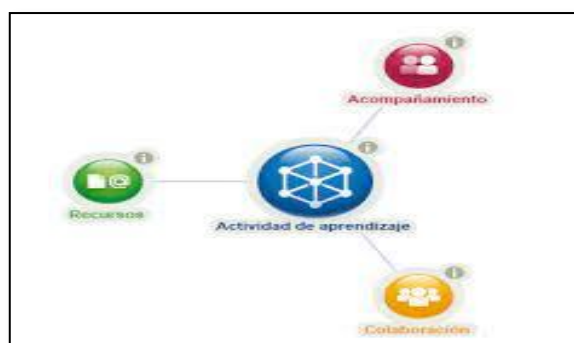 Acompañamiento
Recursos
Actividad de aprendizaje
Colaboración